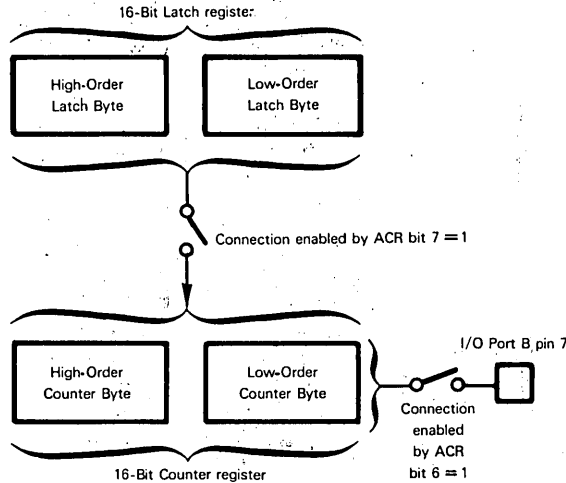 16-Bit Latch register
High-Order
Latch Byte
Low-Order
Latch Byte
Connection enabled by ACR bit 7 = 1
High-Order
Counter Byte
Low-Order
Counter Byte
I/O Port B pin 7
Connection
enabled
by ACR
bit 6 = 1
16-Bit Counter register